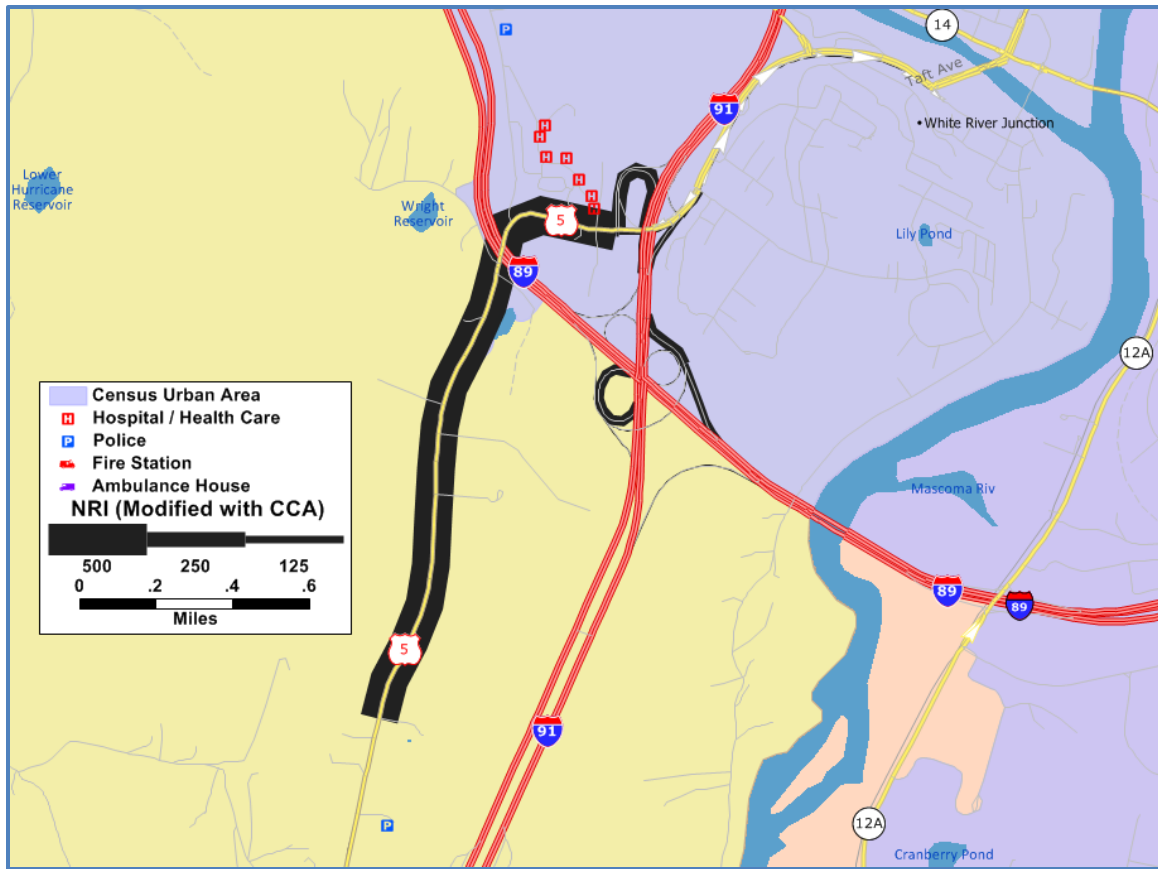 P
14
Taft Ave
91
White River Junction
H
H
H
H
H
H
H
Lower
Hurricane
Reservoir
Wright
Reservoir
5
Lily Pond
89
12A
Census Urban Area
H Hospital / Health Care
P Police
Fire Station
Ambulance House
NRI (Modified with CCA)
500 250 125
0 .2 .4 .6
Miles
Mascoma Riv
89
89
5
91
12A
P
Cranberry Pond